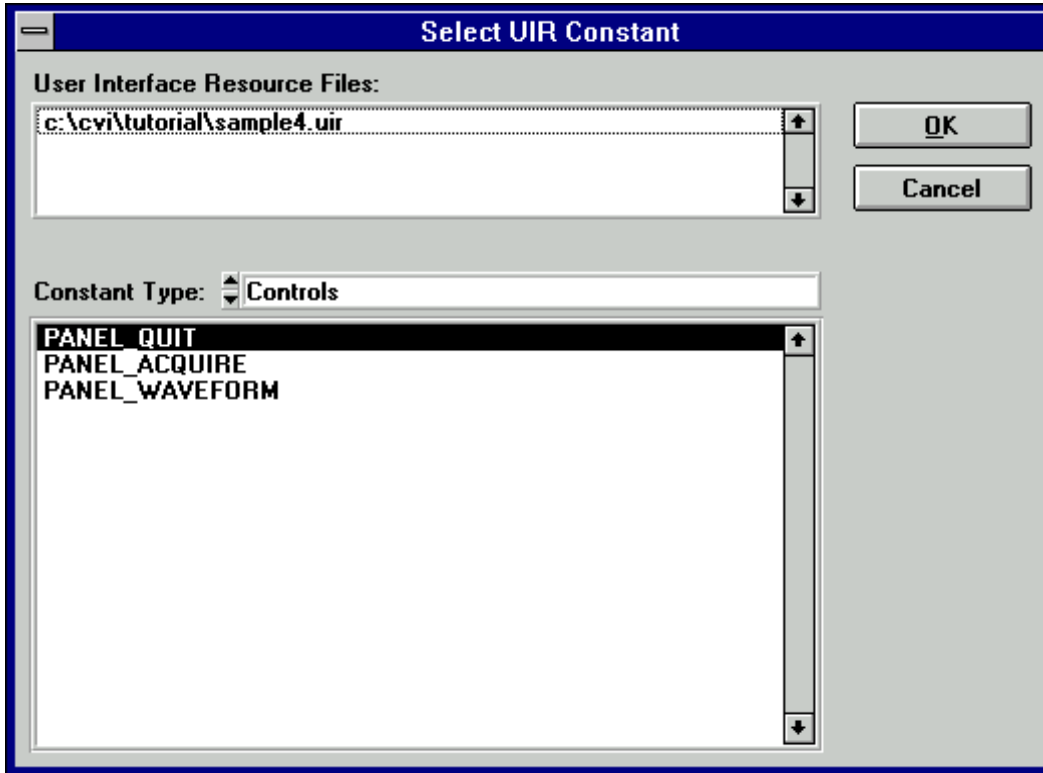 Select UIR Constant
User Interface Resource Files:
c:\cvi\tutorial\sample4.uir
OK
Cancel
Constant Type: Controls
PANEL_QUIT
PANEL_ACQUIRE
PANEL_WAVEFORM